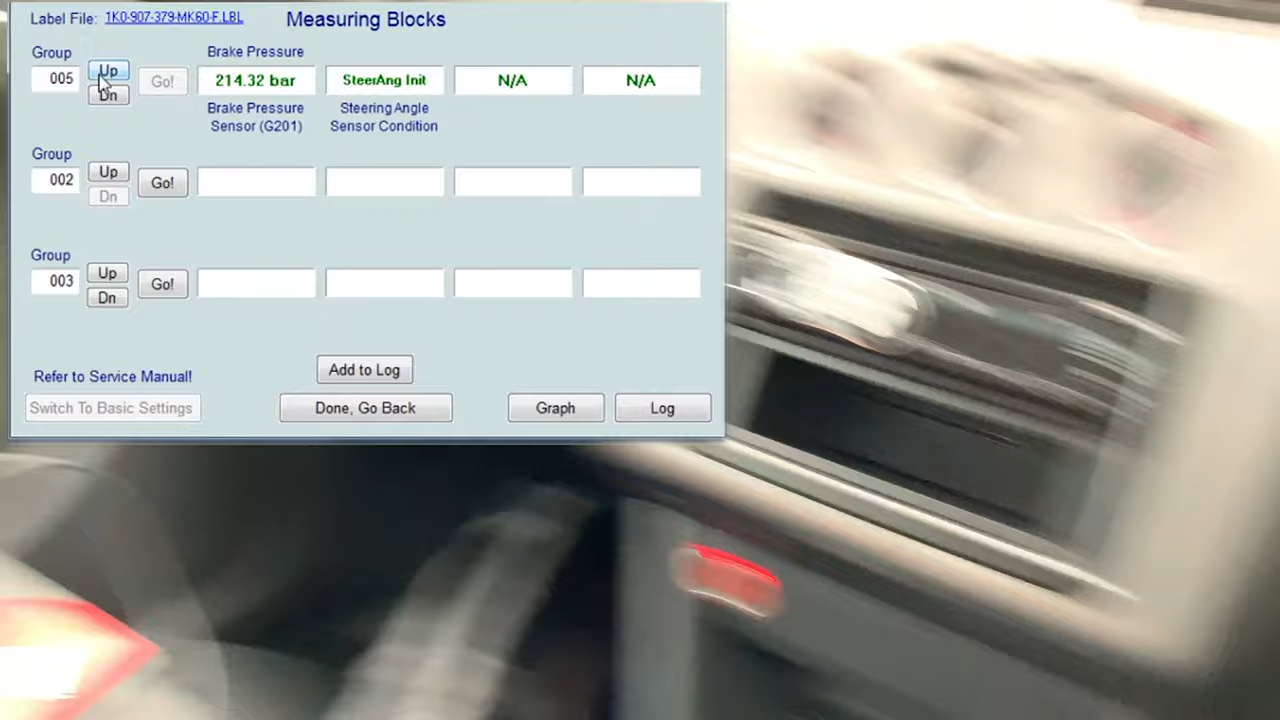 Label File: 1K0-907-379-MK60-F.LBL Measuring Blocks
Group Brake Pressure
005 Up Go! 214.32 bar SteerAng Init N/A N/A
Dn
Brake Pressure Steering Angle
Sensor (G201) Sensor Condition
Group
002 Up Go!
Dn
Group
003 Up Go!
Dn
Add to Log
Refer to Service Manual!
Switch To Basic Settings Done, Go Back Graph Log